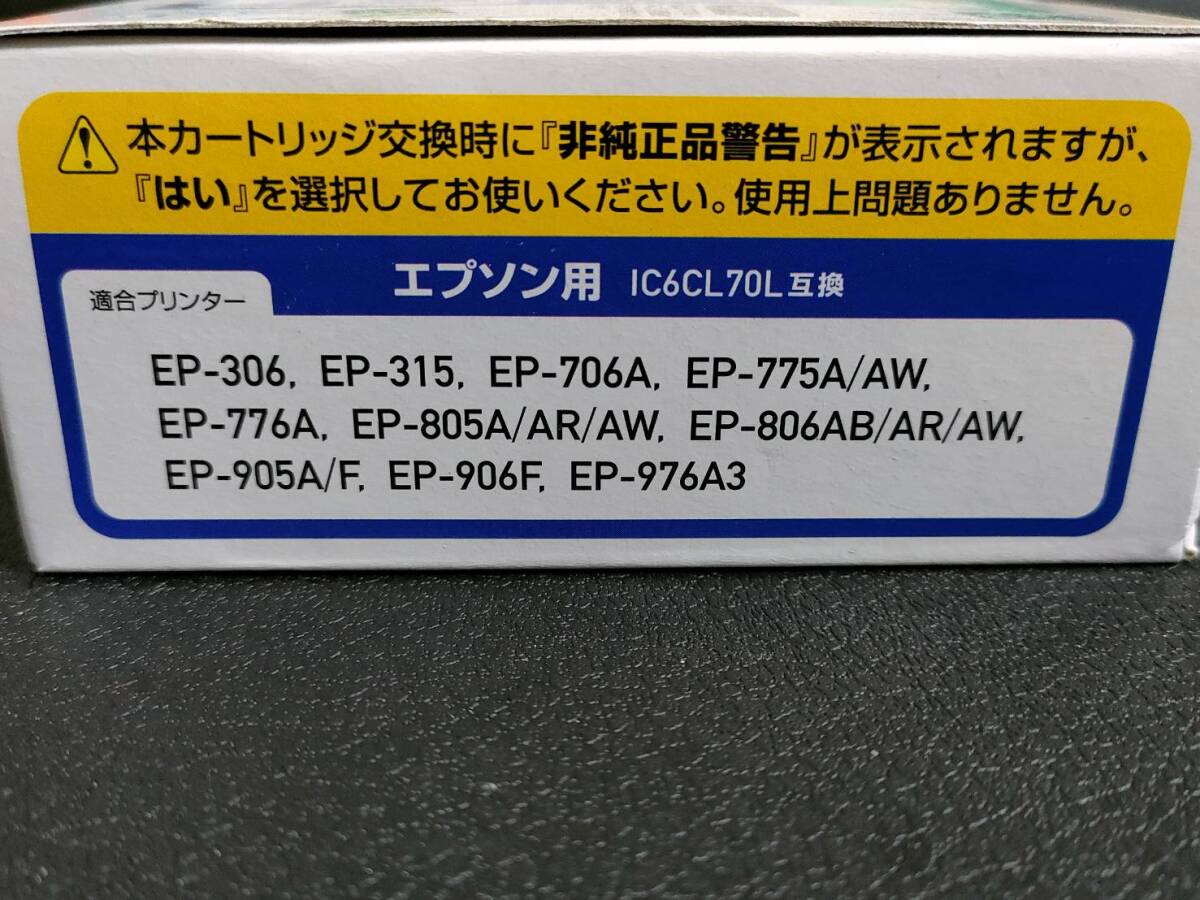 本カートリッジ交換時に『非純正品警告』が表示されますが、
『はい』を選択してお使いください。使用上問題ありません。
エプソン用 IC6CL70L互換
適合プリンター
EP-306, EP-315, EP-706A, EP-775A/AW,
EP-776A, EP-805A/AR/AW, EP-806AB/AR/AW,
EP-905A/F, EP-906F, EP-976A3